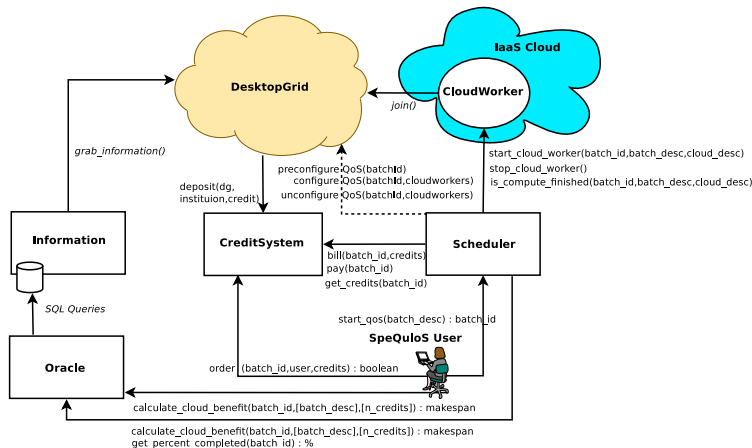 IaaS Cloud
DesktopGrid
CloudWorker
join()
grab_information()
start_cloud_worker(batch_id,batch_desc,cloud_desc)
stop_cloud_worker()
is_compute_finished(batch_id,batch_desc,cloud_desc)
preconfigure QoS(batchId)
configure QoS(batchId,cloudworkers)
unconfigure QoS(batchId,cloudworkers)
deposit(dg,
instituion,credit)
Information
CreditSystem
Scheduler
bill(batch_id,credits)
pay(batch_id)
get_credits(batch_id)
SQL Queries
start_qos(batch_desc) : batch_id
SpeQuloS User
Oracle
order (batch_id,user,credits) : boolean
calculate_cloud_benefit(batch_id,[batch_desc],[n_credits]) : makespan
calculate_cloud_benefit(batch_id,[batch_desc],[n_credits]) : makespan
get_percent_completed(batch_id) : %